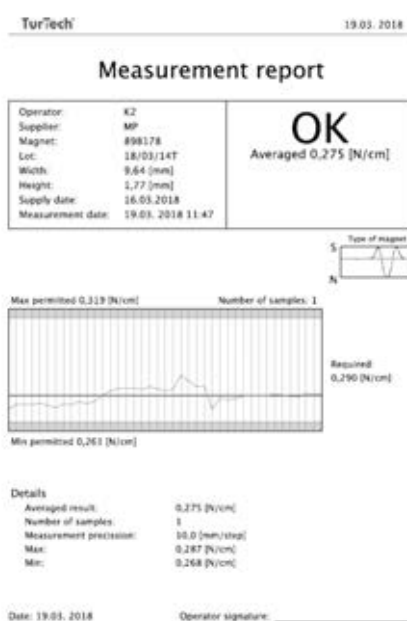 TurTech
19.03. 2018
Measurement report
Operator: K2
Supplier: MP
Magnet: 898178
Lot: 18/03/14T
Width: 9,64 [mm]
Height: 1,77 [mm]
Supply date: 16.03.2018
Measurement date: 19.03. 2018 11:47
OK
Averaged 0,275 [N/cm]
Type of magnet
S
N
Max permitted 0,319 [N/cm]
Number of samples: 1
Required:
0,290 [N/cm]
Min permitted 0,261 [N/cm]
Details
Averaged result: 0,275 [N/cm]
Number of samples: 1
Measurement precission: 10,0 [mm/step]
Max: 0,287 [N/cm]
Min: 0,268 [N/cm]
Date: 19.03. 2018
Operator signature: